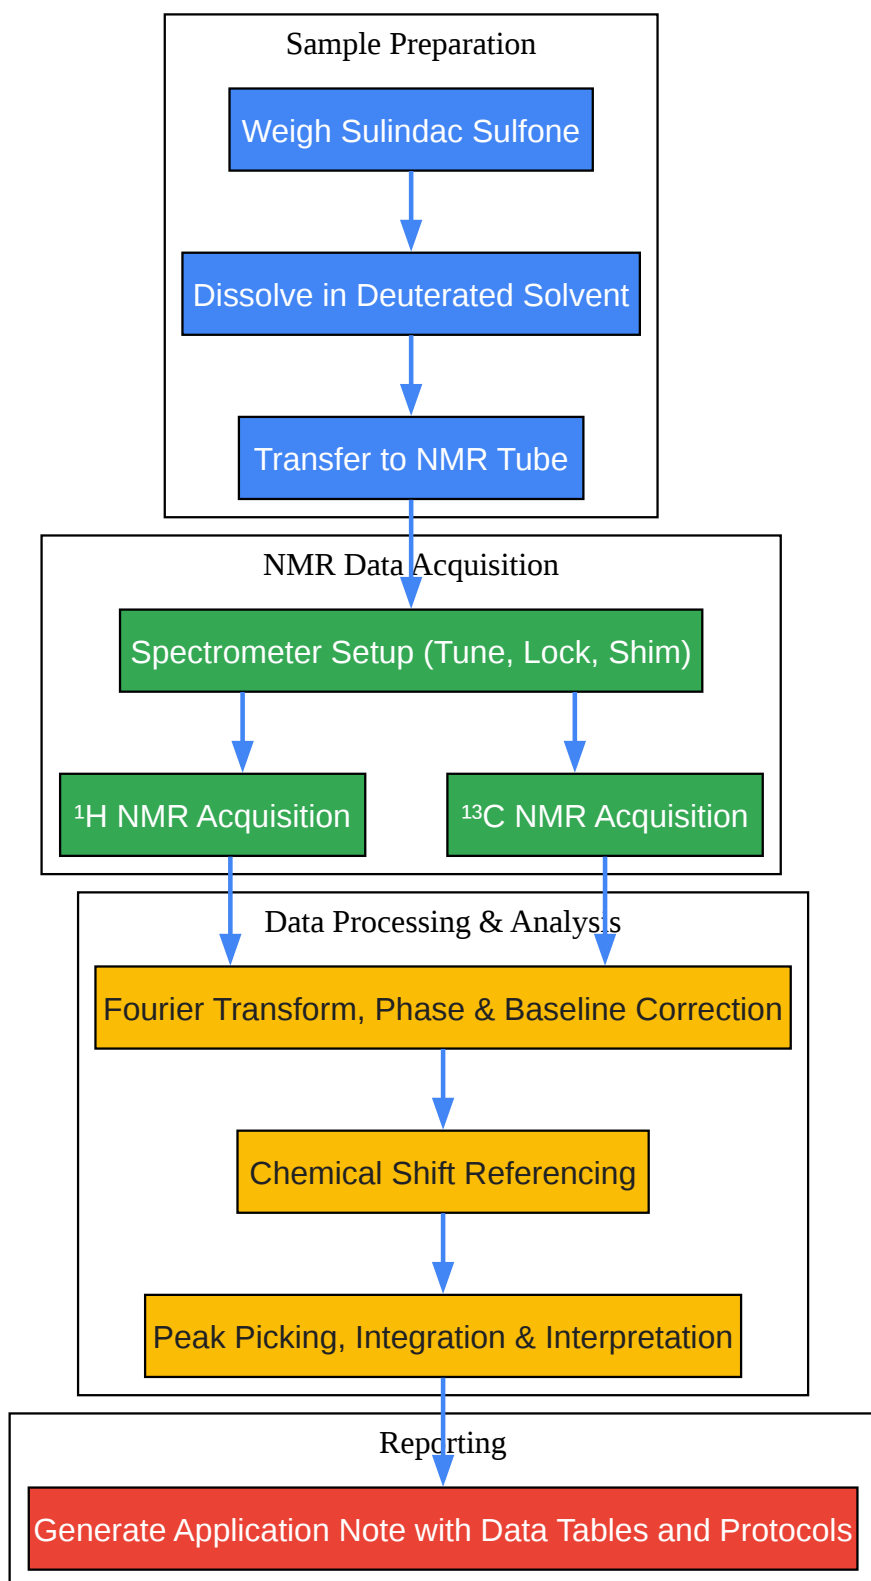 Sample Preparation
Weigh Sulindac Sulfone
Dissolve in Deuterated Solvent
Transfer to NMR Tube
NMR Data Acquisition
Spectrometer Setup (Tune, Lock, Shim)
¹H NMR Acquisition
¹³C NMR Acquisition
Data Processing & Analysis
Fourier Transform, Phase & Baseline Correction
Chemical Shift Referencing
Peak Picking, Integration & Interpretation
Reporting
Generate Application Note with Data Tables and Protocols